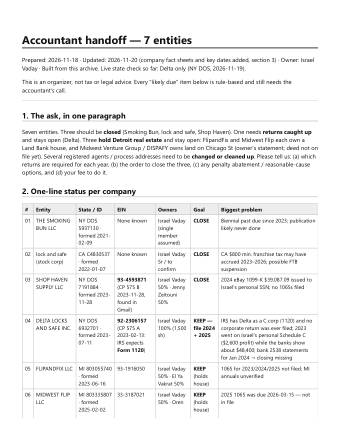 Accountant handoff — 7 entities
Prepared: 2026-11-18 · Updated: 2026-11-20 (company fact sheets and key dates added, section 3) · Owner: Israel
Vaday · Built from this archive. Live state check so far: Delta only (NY DOS, 2026-11-19).
This is an organizer, not tax or legal advice. Every "likely due" item below is rule-based and still needs the
accountant's call.
1. The ask, in one paragraph
Seven entities. Three should be closed (Smoking Bun, lock and safe, Shop Haven). One needs returns caught up
and stays open (Delta). Three hold Detroit real estate and stay open: FlipandFix and Midwest Flip each own a
Land Bank house, and Midwest Venture Group / DISPAFY owns land on Chicago St (owner's statement; deed not on
file yet). Several registered agents / process addresses need to be changed or cleaned up. Please tell us: (a) which
returns are required for each year, (b) the order to close the three, (c) any penalty abatement / reasonable-cause
options, and (d) your fee to do it.
2. One-line status per company
# Entity State / ID EIN Owners Goal Biggest problem
01 THE SMOKING BUN LLC NY DOS 5937130 · formed 2021-02-09 None known Israel Vaday (single member assumed) CLOSE Biennial past due since 2023; publication likely never done
02 lock and safe (stock corp) CA C4830537 · formed 2022-01-07 None known Israel Vaday Sr / to confirm CLOSE CA $800 min. franchise tax may have accrued 2023–2026; possible FTB suspension
03 SHOP HAVEN SUPPLY LLC NY DOS 7191884 · formed 2023-11-28 93-4593871 (CP 575 B 2023-11-28, found in Gmail) Israel Vaday 50% · Jenny Zoltouni 50% CLOSE 2024 eBay 1099-K $39,087.09 issued to Israel's personal SSN; no 1065s filed
04 DELTA LOCKS AND SAFE INC. NY DOS 6932701 · formed 2023-07-11 92-2306157 (CP 575 A 2023-02-13; IRS expects Form 1120) Israel Vaday 100% (1,500 sh) KEEP — file 2024 + 2025 IRS has Delta as a C corp (1120) and no corporate return was ever filed; 2023 went on Israel's personal Schedule C ($2,600 profit) while the banks show about $48,400; bank 2538 statements for Jan 2024 → closing missing
05 FLIPANDFIX LLC MI 803055740 · formed 2023-06-16 93-1916050 Israel Vaday 50% · El Ya Vakrat 50% KEEP (holds house) 1065 for 2023/2024/2025 not filed; MI annuals unverified
06 MIDWEST FLIP LLC MI 803335807 · formed 2025-02-02 33-3187021 Israel Vaday 50% · Oren KEEP (holds house) 2025 1065 was due 2026-03-15 — not in file